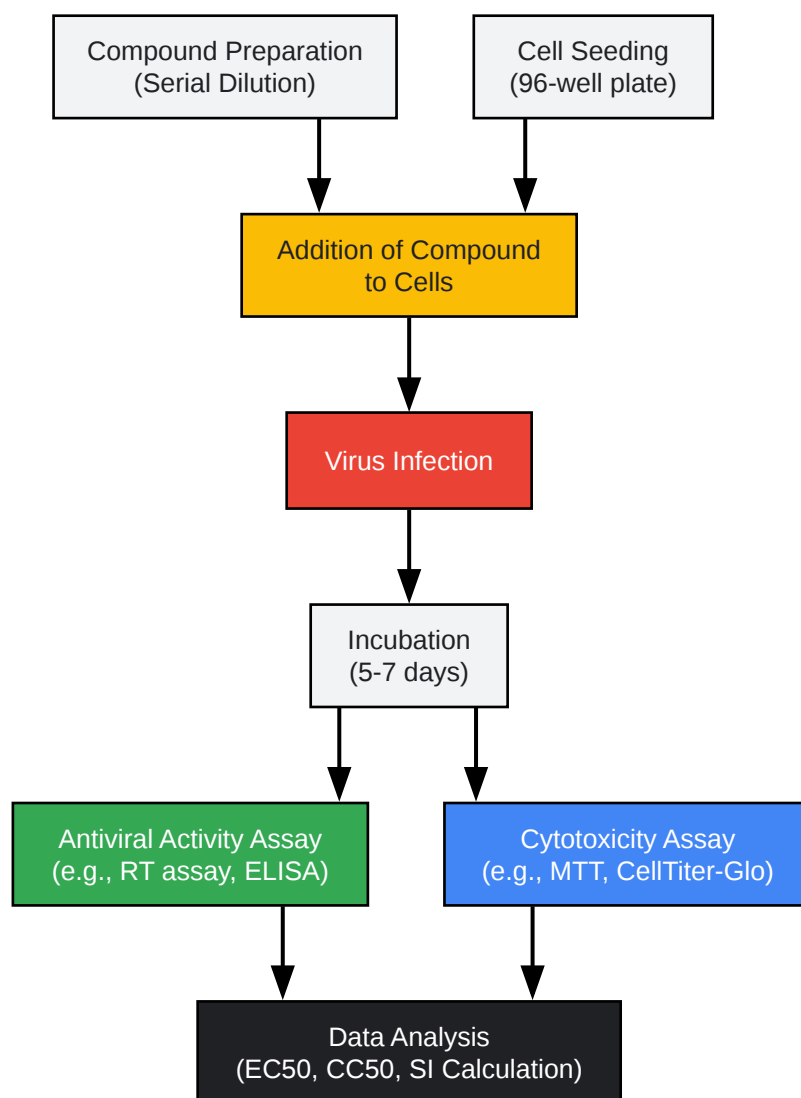 Compound Preparation
(Serial Dilution)
Cell Seeding
(96-well plate)
Addition of Compound
to Cells
Virus Infection
Incubation
(5-7 days)
Antiviral Activity Assay
(e.g., RT assay, ELISA)
Cytotoxicity Assay
(e.g., MTT, CellTiter-Glo)
Data Analysis
(EC50, CC50, SI Calculation)